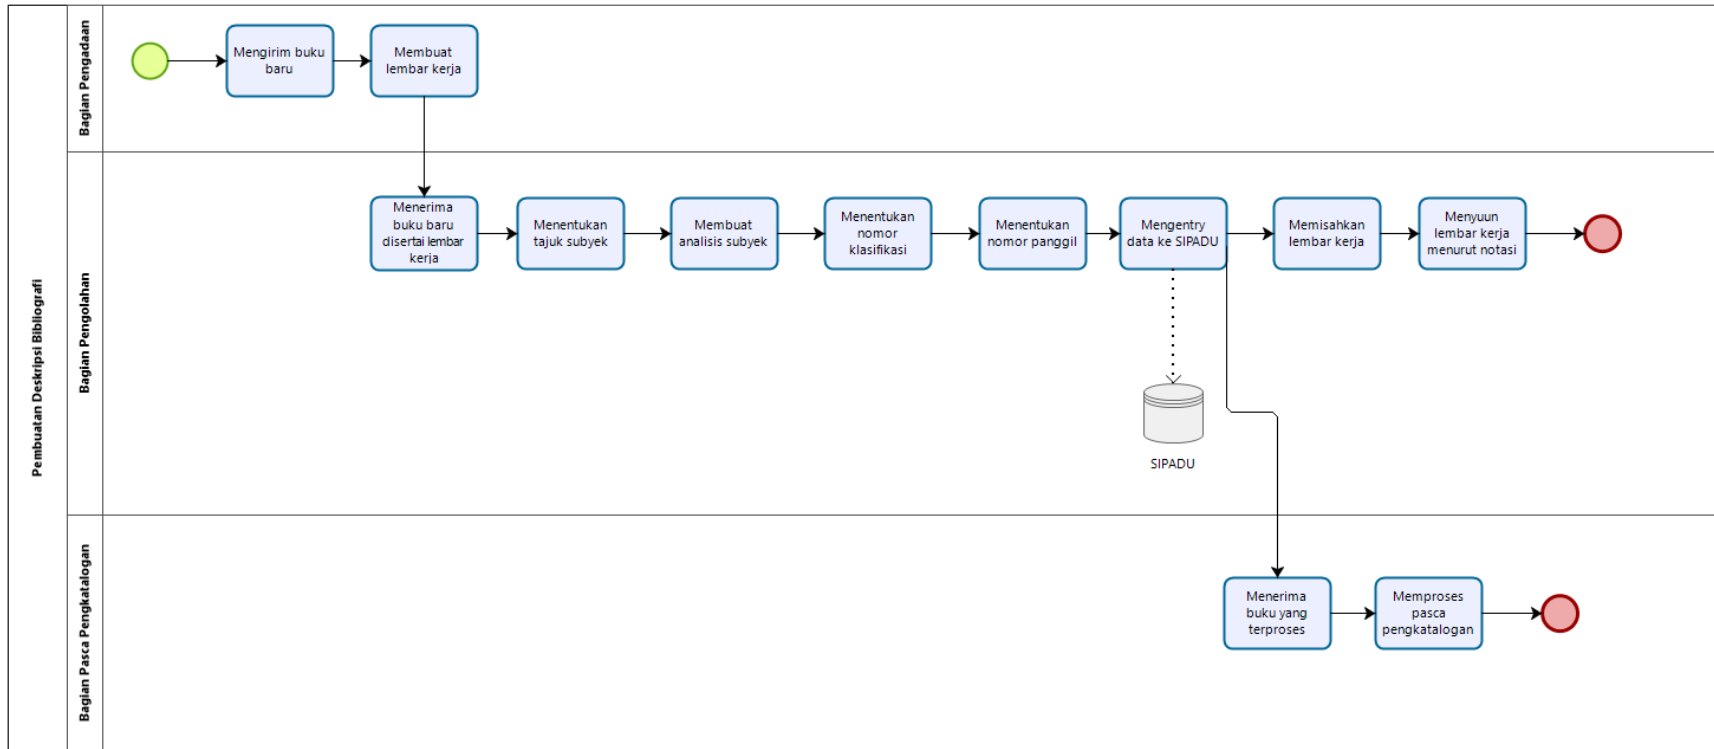 Pembuatan Deskripsi Bibliografi
Bagian Pengadaan
Mengirim buku
baru
Membuat
lembar kerja
Bagian Pengolahan
Menerima
buku baru
disertai lembar
kerja
Menentukan
tajuk subyek
Membuat
analisis subyek
Menentukan
nomor
klasifikasi
Menentukan
nomor panggil
Mengentry
data ke SIPADU
Memisahkan
lembar kerja
Menyuun
lembar kerja
menurut notasi
SIPADU
Bagian Pasca Pengkatalogan
Menerima
buku yang
terproses
Memproses
pasca
pengkatalogan